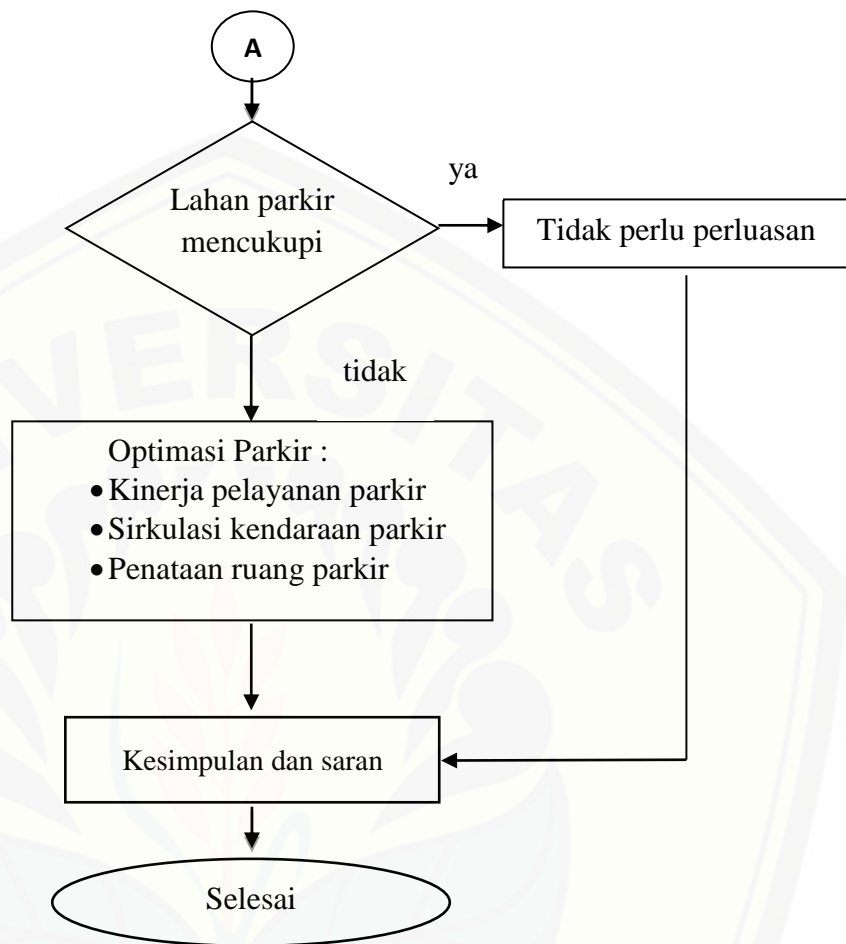 A
Lahan parkir
mencukupi
ya
Tidak perlu perluasan
tidak
Optimasi Parkir :
•Kinerja pelayanan parkir
•Sirkulasi kendaraan parkir
•Penataan ruang parkir
Kesimpulan dan saran
Selesai
VERSITAS